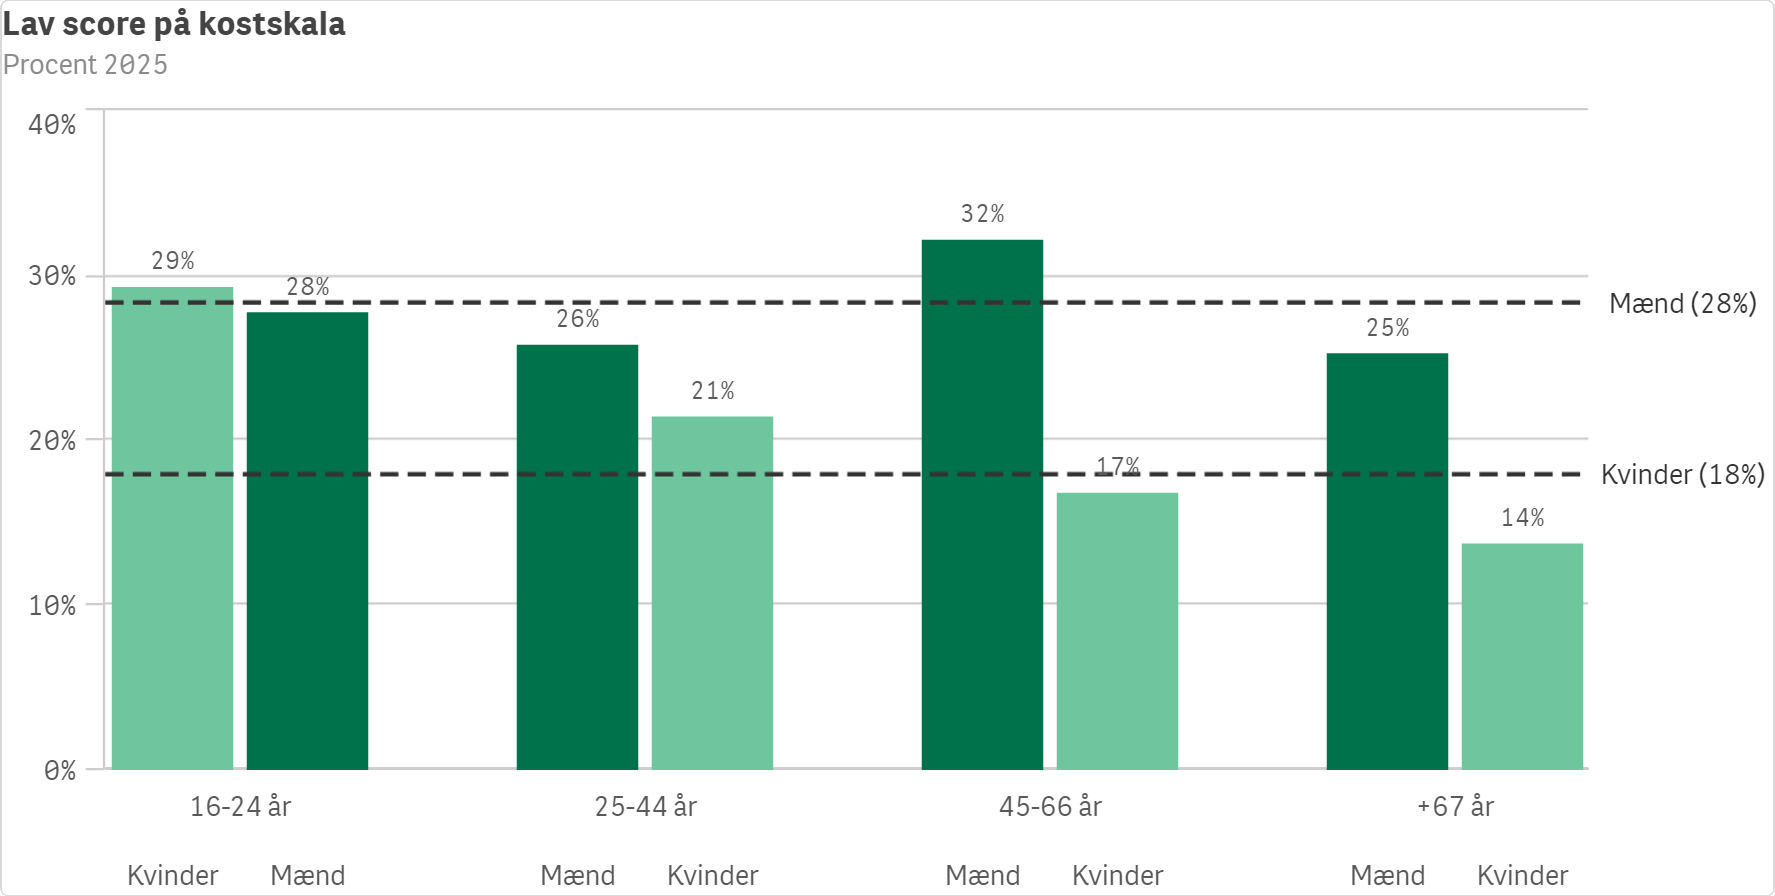 Lav score på kostskala
Procent 2025
40%
30%
20%
10%
0%
29%
28%
26%
21%
32%
17%
25%
14%
Mænd (28%)
Kvinder (18%)
16-24 år
25-44 år
45-66 år
+67 år
Kvinder
Mænd
Mænd
Kvinder
Mænd
Kvinder
Mænd
Kvinder